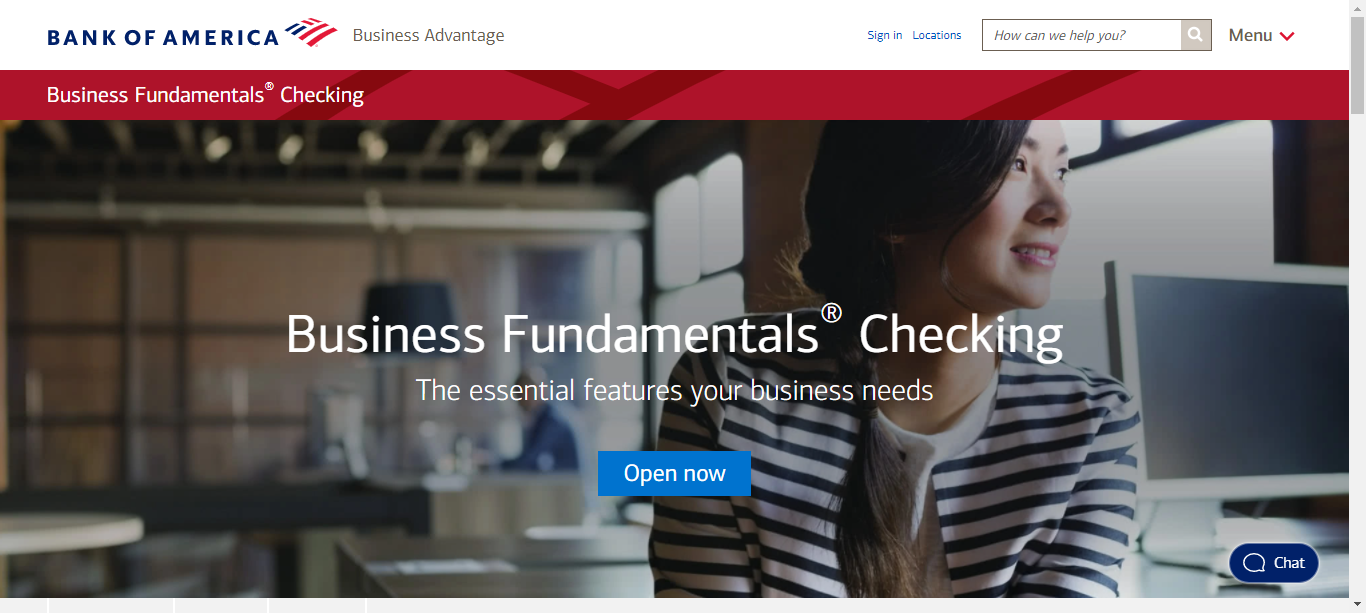 BANK OF AMERICA Business Advantage Sign in Locations How can we help you? Menu
Business Fundamentals® Checking
Business Fundamentals® Checking
The essential features your business needs
Open now
Chat